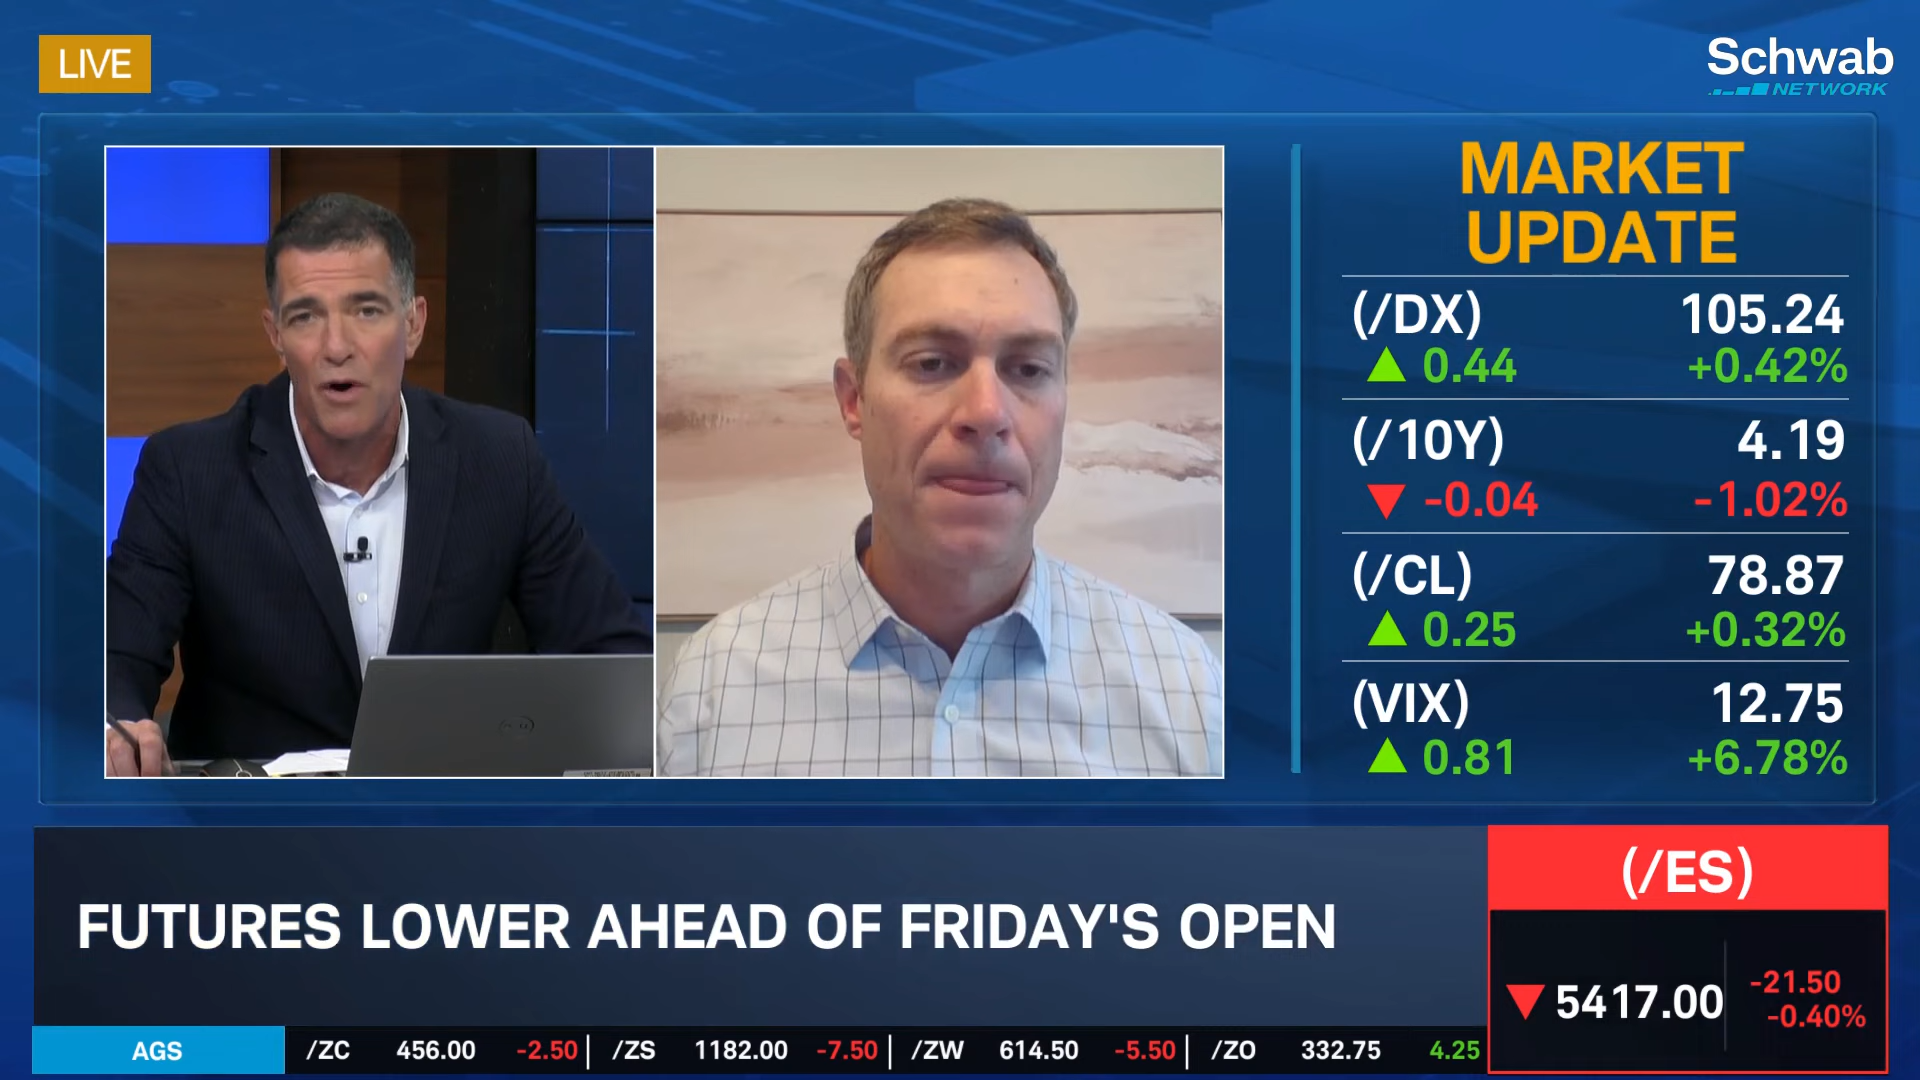 LIVE
Schwab
NETWORK
MARKET
UPDATE
(/DX) 105.24
0.44 +0.42%
(/10Y) 4.19
-0.04 -1.02%
(/CL) 78.87
0.25 +0.32%
(VIX) 12.75
0.81 +6.78%
FUTURES LOWER AHEAD OF FRIDAY'S OPEN
(/ES)
5417.00 -21.50
-0.40%
AGS /ZC 456.00 -2.50 /ZS 1182.00 -7.50 /ZW 614.50 -5.50 /ZO 332.75 4.25